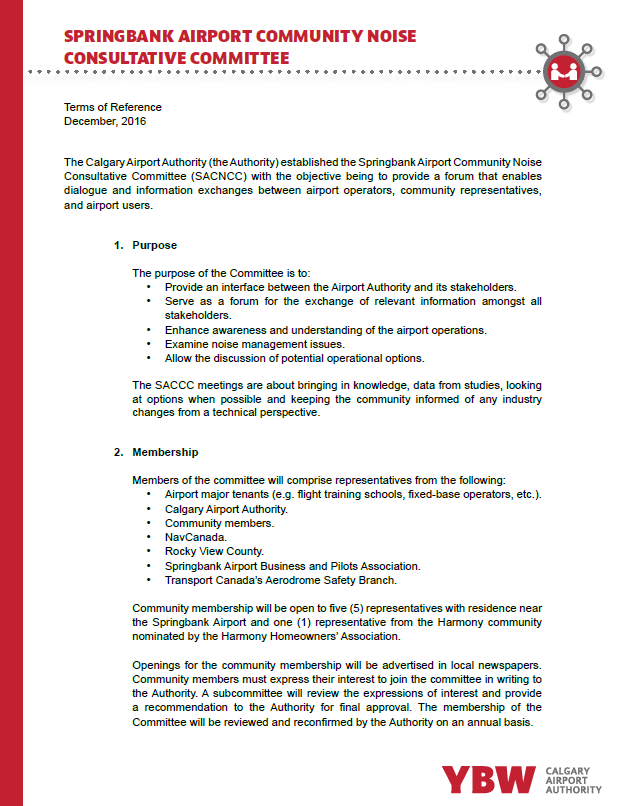 SPRINGBANK AIRPORT COMMUNITY NOISE
CONSULTATIVE COMMITTEE
Terms of Reference
December, 2016
The Calgary Airport Authority (the Authority) established the Springbank Airport Community Noise
Consultative Committee (SACNCC) with the objective being to provide a forum that enables
dialogue and information exchanges between airport operators, community representatives,
and airport users.
1. Purpose
The purpose of the Committee is to:
• Provide an interface between the Airport Authority and its stakeholders.
• Serve as a forum for the exchange of relevant information amongst all
stakeholders.
• Enhance awareness and understanding of the airport operations.
• Examine noise management issues.
• Allow the discussion of potential operational options.
The SACCC meetings are about bringing in knowledge, data from studies, looking
at options when possible and keeping the community informed of any industry
changes from a technical perspective.
2. Membership
Members of the committee will comprise representatives from the following:
• Airport major tenants (e.g. flight training schools, fixed-base operators, etc.).
• Calgary Airport Authority.
• Community members.
• NavCanada.
• Rocky View County.
• Springbank Airport Business and Pilots Association.
• Transport Canada's Aerodrome Safety Branch.
Community membership will be open to five (5) representatives with residence near
the Springbank Airport and one (1) representative from the Harmony community
nominated by the Harmony Homeowners' Association.
Openings for the community membership will be advertised in local newspapers.
Community members must express their interest to join the committee in writing to
the Authority. A subcommittee will review the expressions of interest and provide
a recommendation to the Authority for final approval. The membership of the
Committee will be reviewed and reconfirmed by the Authority on an annual basis.
YBW
CALGARY
AIRPORT
AUTHORITY